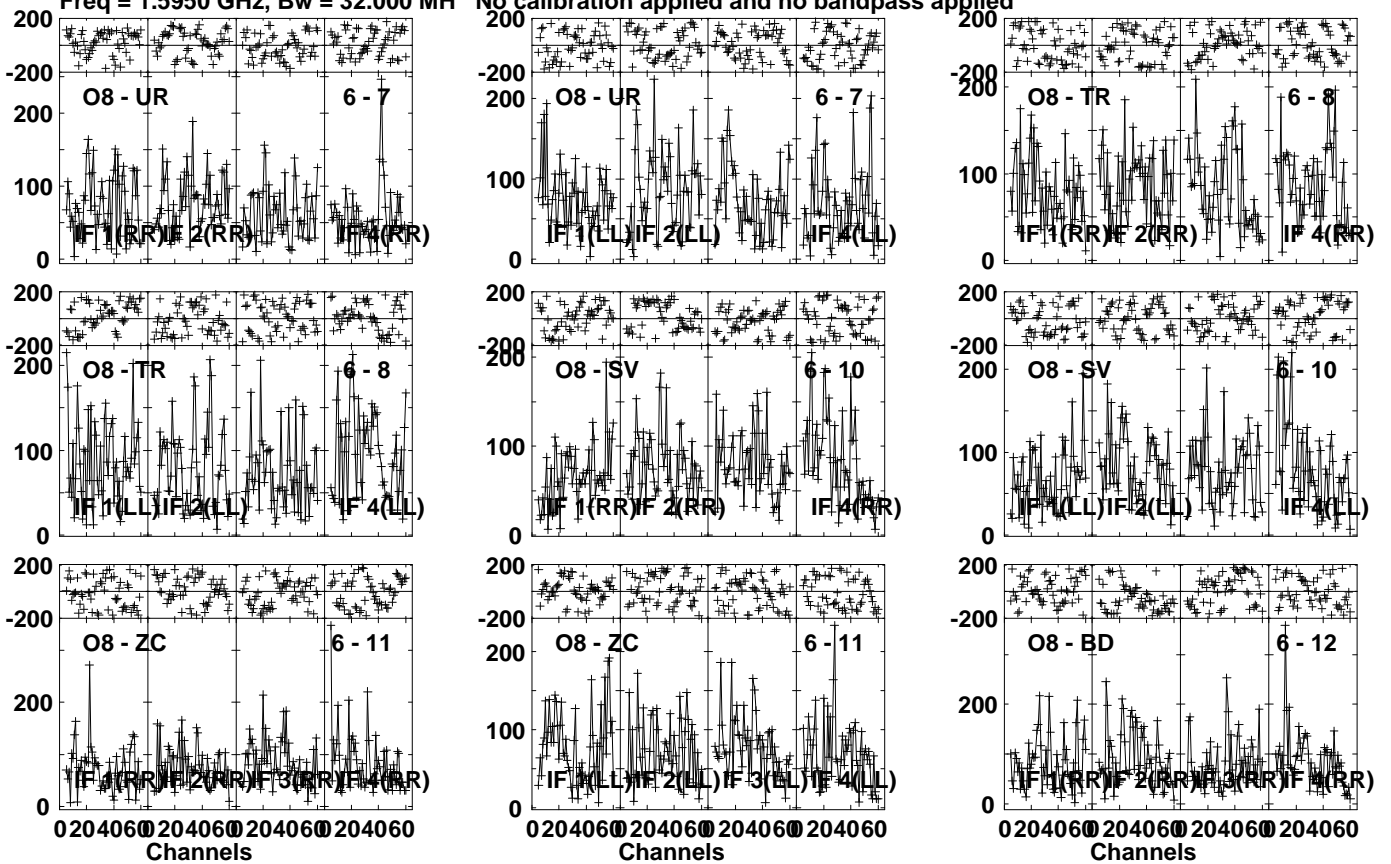 Freq = 1.5950 GHz, Bw = 32.000 MH No calibration applied and no bandpass applied
200 200 200
-200 -200 -200
O8 - UR 6 - 7 O8 - UR 6 - 7 O8 - TR 6 - 8
200 200 200
100 100 100
IF 1(RR) IF 2(RR) IF 4(RR) IF 1(LL) IF 2(LL) IF 4(LL) IF 1(RR) IF 2(RR) IF 4(RR)
0 0 0
200 200 200
-200 -200 -200
O8 - TR 6 - 8 O8 - SV 6 - 10 O8 - SV 6 - 10
200 200 200
100 100 100
IF 1(LL) IF 2(LL) IF 4(LL) IF 1(RR) IF 2(RR) IF 4(RR) IF 1(LL) IF 2(LL) IF 4(LL)
0 0 0
200 200 200
-200 -200 -200
O8 - ZC 6 - 11 O8 - ZC 6 - 11 O8 - BD 6 - 12
200 200 200
100
IF 1(RR) IF 2(RR) IF 3(RR) IF 4(RR) IF 1(LL) IF 2(LL) IF 3(LL) IF 4(LL) IF 1(RR) IF 2(RR) IF 3(RR) IF 4(RR)
0 0 0
0 20 40 60 0 20 40 60 0 20 40 60 0 20 40 60 0 20 40 60 0 20 40 60 0 20 40 60 0 20 40 60 0 20 40 60 0 20 40 60 0 20 40 60 0 20 40 60
Channels Channels Channels